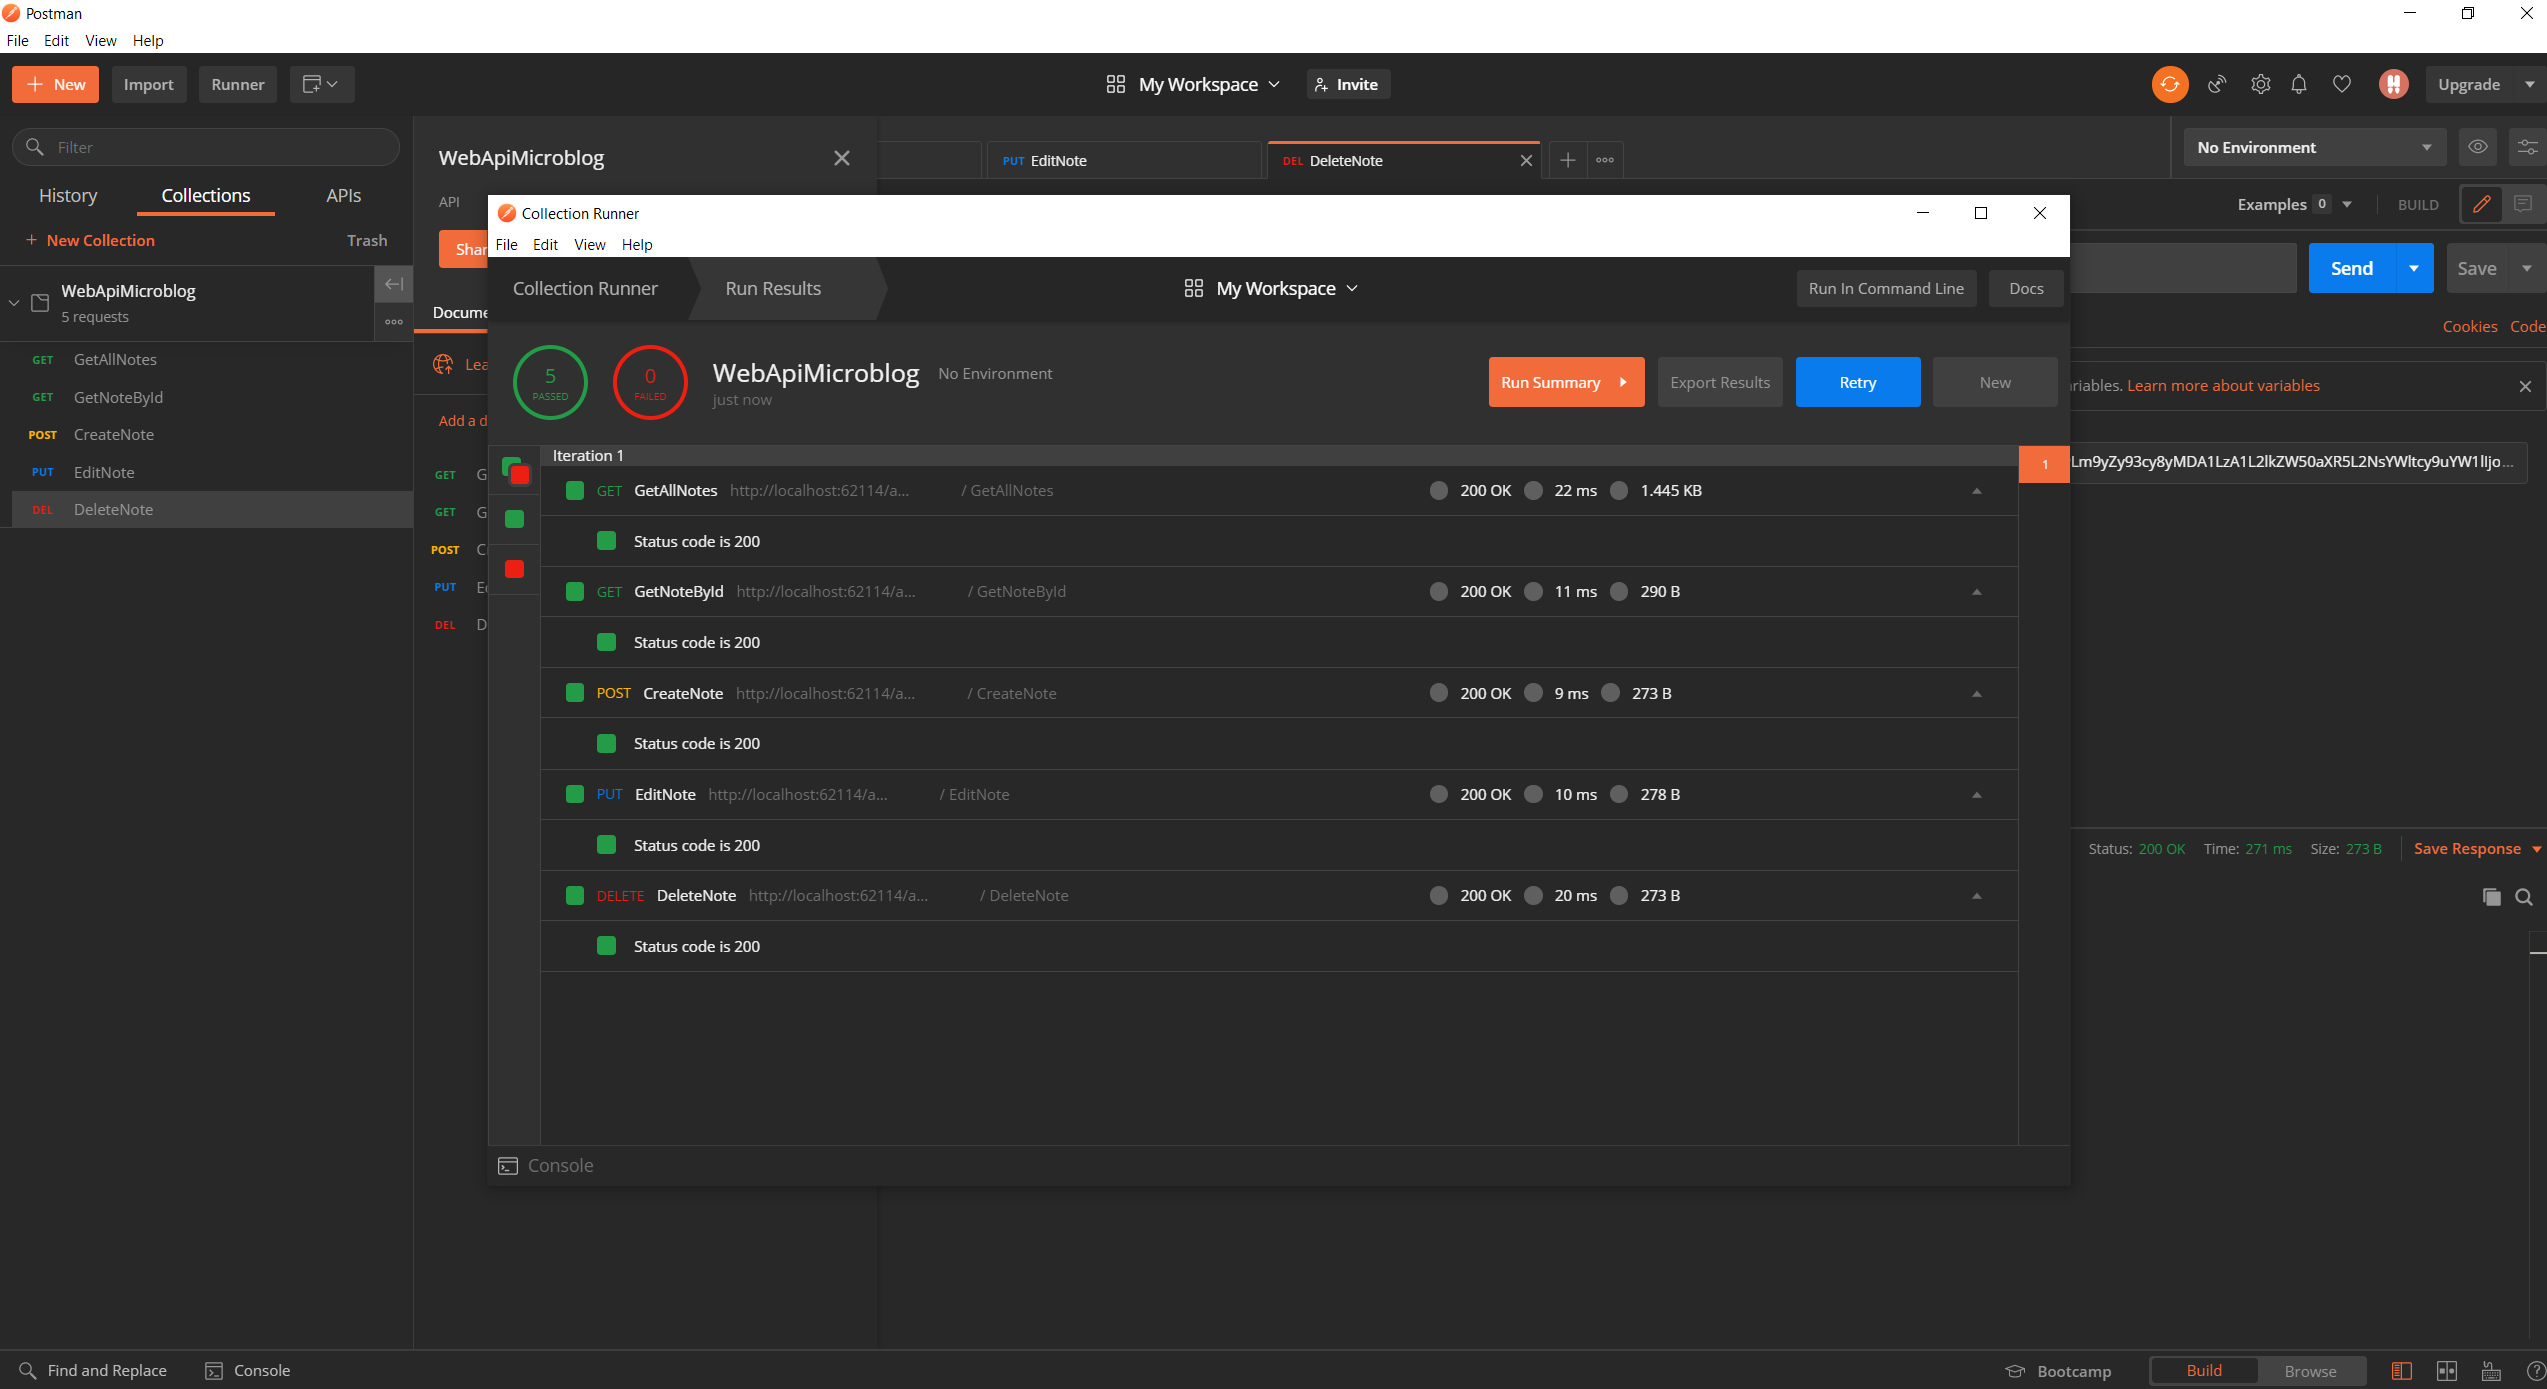 Postman
File Edit View Help
New Import Runner My Workspace Invite Upgrade
Filter
History Collections APIs
New Collection Trash
WebApiMicroblog
5 requests
GET GetAllNotes
GET GetNoteById
POST CreateNote
PUT EditNote
DEL DeleteNote
WebApiMicroblog
API
Shar
Docume
Lea
Add a d
GET G
GET G
POST C
PUT E
DEL D
PUT EditNote DEL DeleteNote
No Environment
Examples 0 BUILD
Send Save
Cookies Code
riables. Learn more about variables
Status: 200 OK Time: 271 ms Size: 273 B Save Response
Collection Runner
File Edit View Help
Collection Runner Run Results My Workspace Run In Command Line Docs
5 PASSED 0 FAILED WebApiMicroblog No Environment
just now
Run Summary Export Results Retry New
Iteration 1
1
GET GetAllNotes http://localhost:62114/a... / GetAllNotes 200 OK 22 ms 1.445 KB
Status code is 200
GET GetNoteById http://localhost:62114/a... / GetNoteById 200 OK 11 ms 290 B
Status code is 200
POST CreateNote http://localhost:62114/a... / CreateNote 200 OK 9 ms 273 B
Status code is 200
PUT EditNote http://localhost:62114/a... / EditNote 200 OK 10 ms 278 B
Status code is 200
DELETE DeleteNote http://localhost:62114/a... / DeleteNote 200 OK 20 ms 273 B
Status code is 200
Console
Find and Replace Console Bootcamp Build Browse